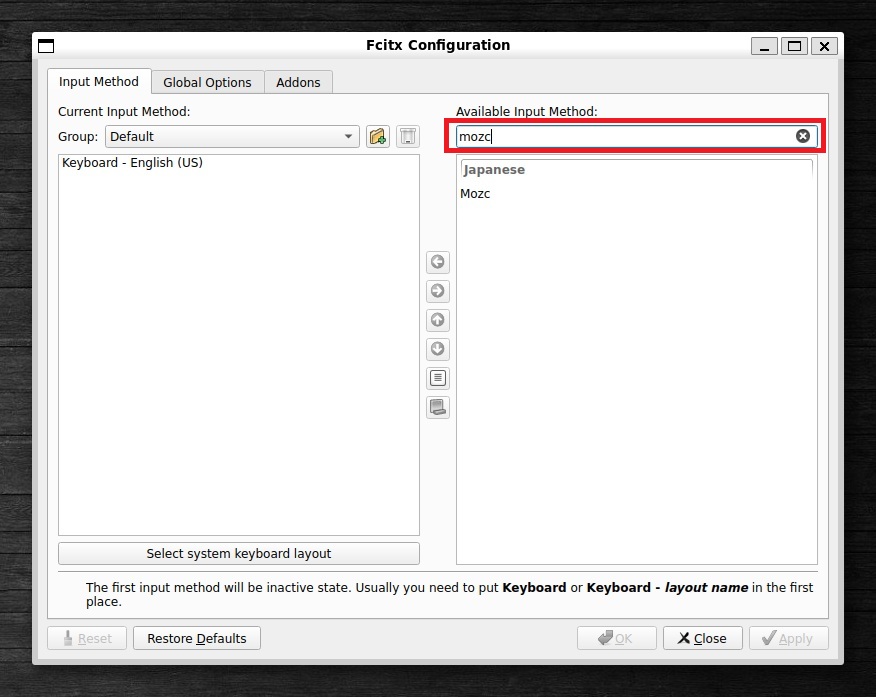 Fcitx Configuration
Input Method
Global Options
Addons
Current Input Method:
Available Input Method:
Group:
Default
mozc
Keyboard - English (US)
Japanese
Mozc
Select system keyboard layout
The first input method will be inactive state. Usually you need to put Keyboard or Keyboard - layout name in the first
place.
Reset
Restore Defaults
OK
Close
Apply